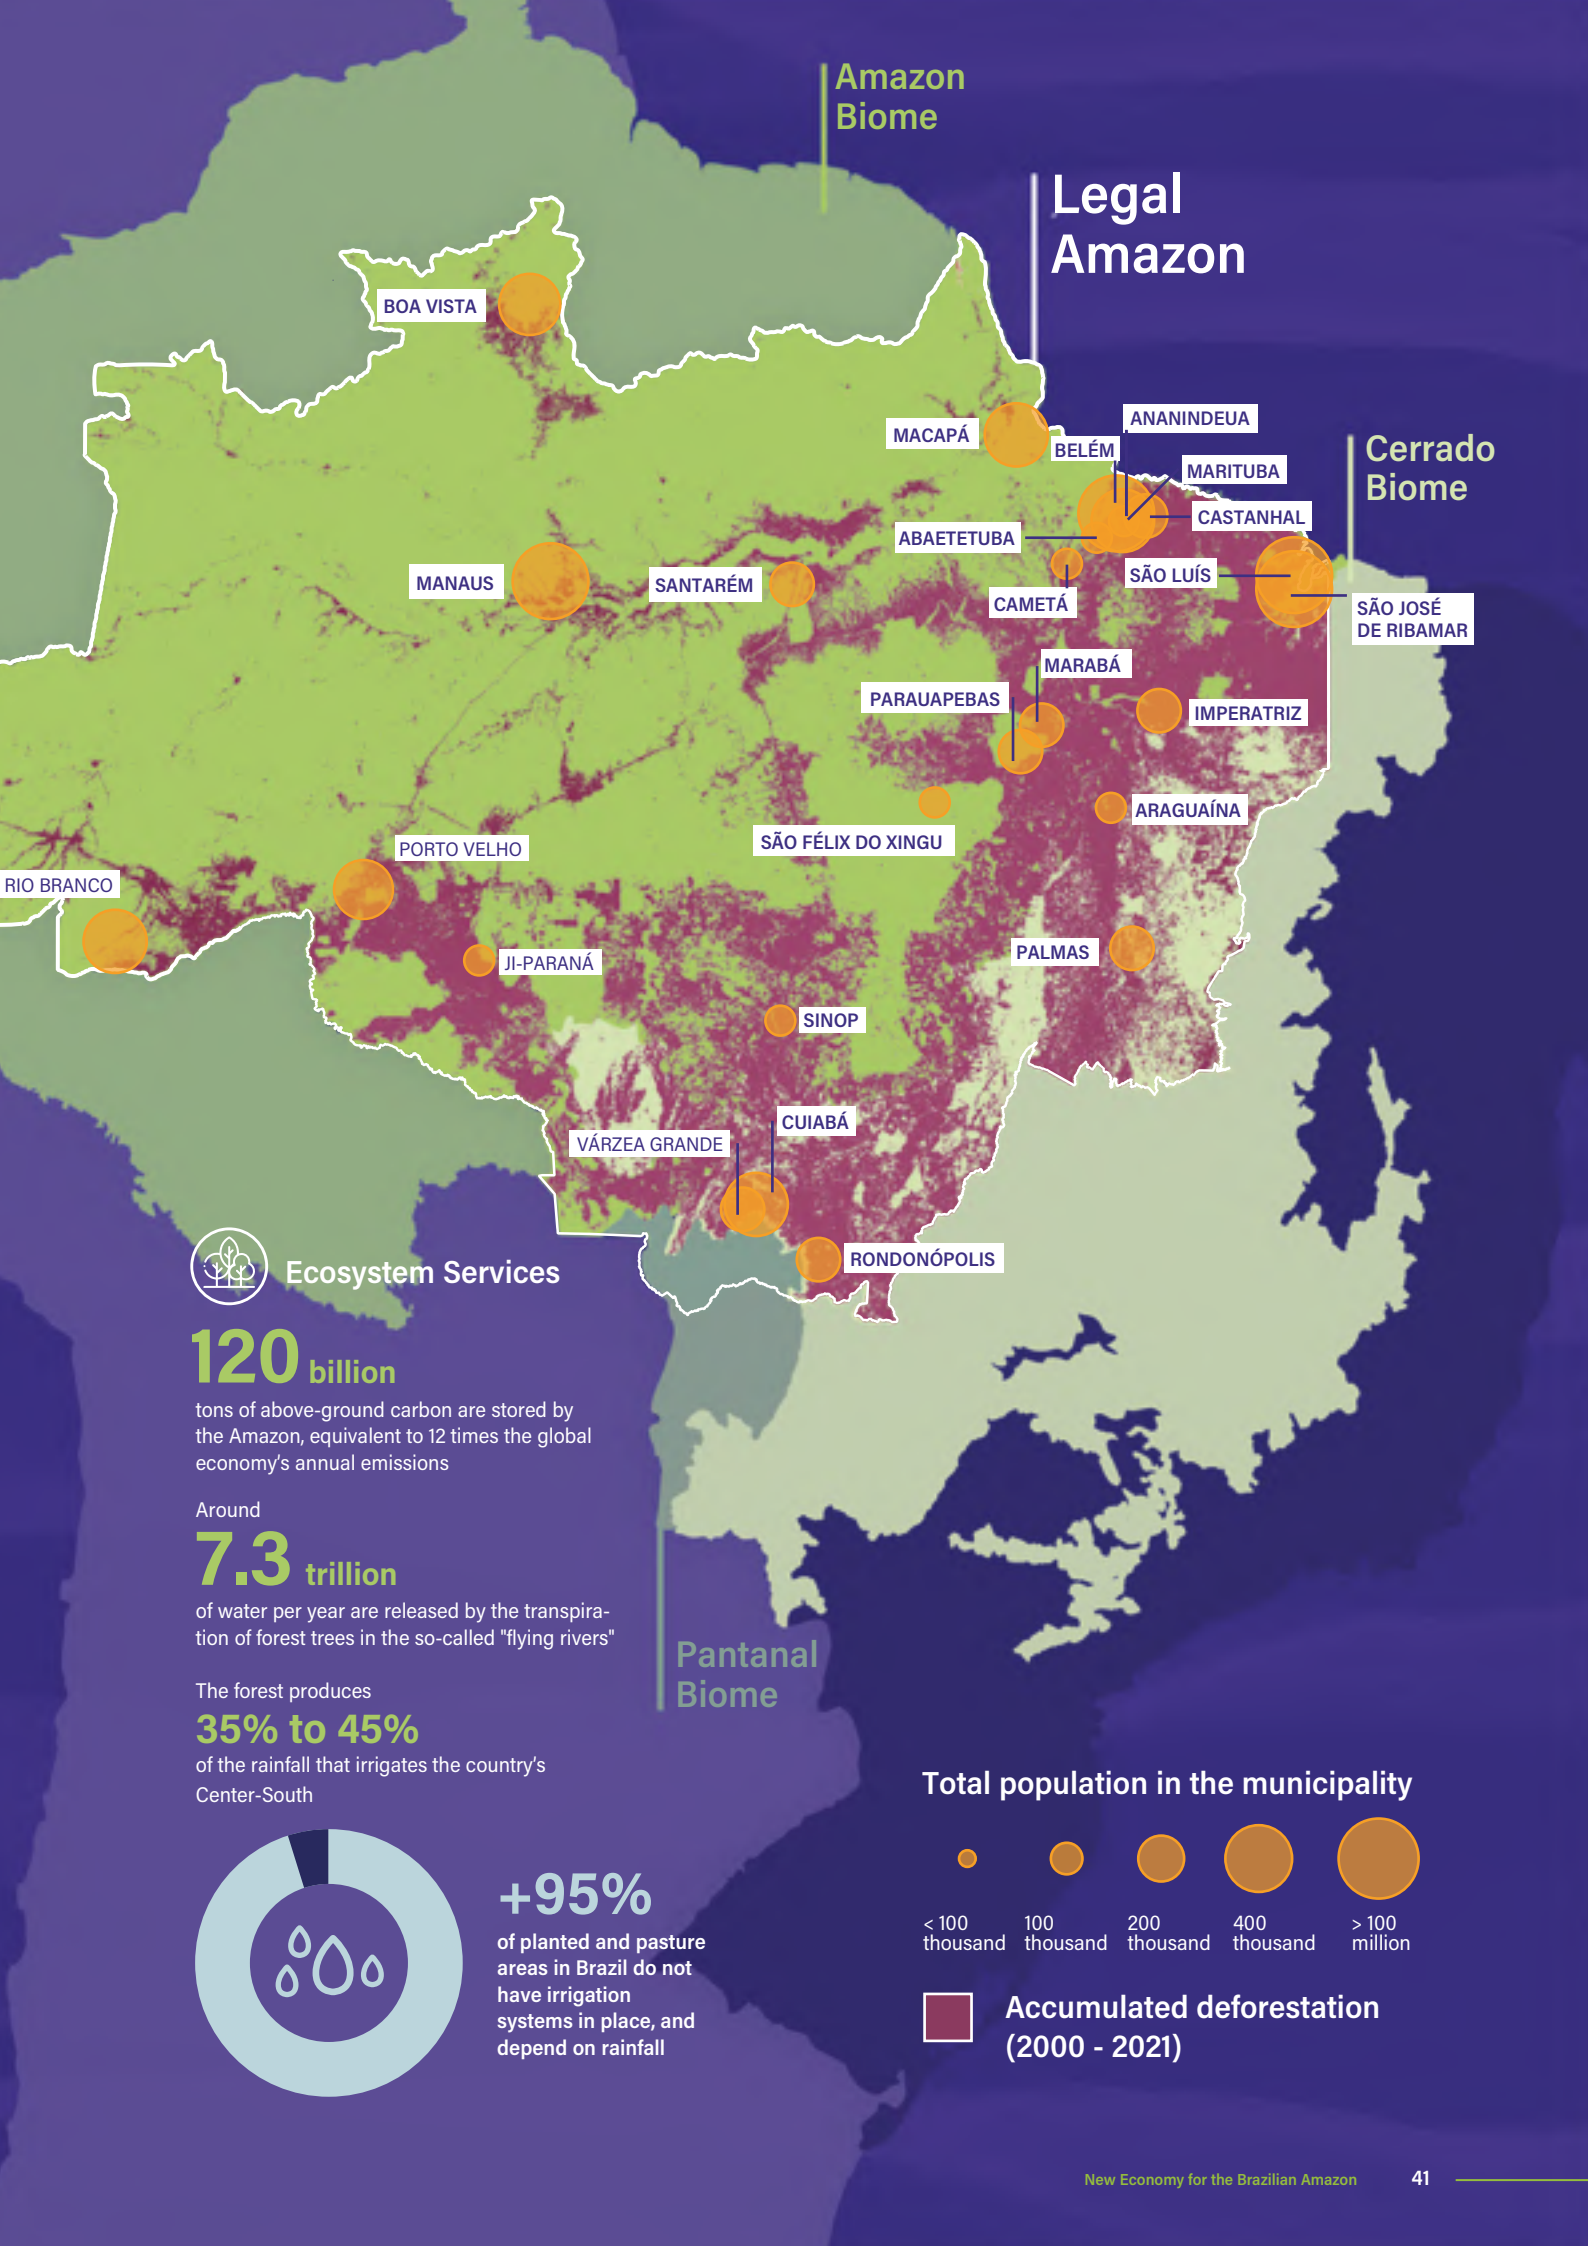 Amazon
Biome
Legal
Amazon
BOA VISTA
ANANINDEUA
MACAPÁ
BELÉM
Cerrado
Biome
MARITUBA
CASTANHAL
ABAETETUBA
SÃO LUÍS
MANAUS
SANTARÉM
CAMETÁ
SÃO JOSÉ
DE RIBAMAR
MARABÁ
PARAUAPEBAS
IMPERATRIZ
ARAGUAÍNA
SÃO FÉLIX DO XINGU
PORTO VELHO
RIO BRANCO
PALMAS
JI-PARANÁ
SINOP
CUIABÁ
VÁRZEA GRANDE
RONDONÓPOLIS
Ecosystem Services
120 billion
tons of above-ground carbon are stored by
the Amazon, equivalent to 12 times the global
economy's annual emissions
Around
7.3 trillion
of water per year are released by the transpira-
tion of forest trees in the so-called "flying rivers"
The forest produces
35% to 45%
of the rainfall that irrigates the country's
Center-South
+95%
of planted and pasture
areas in Brazil do not
have irrigation
systems in place, and
depend on rainfall
Pantanal
Biome
Total population in the municipality
< 100
thousand
100
thousand
200
thousand
400
thousand
> 100
million
Accumulated deforestation
(2000 - 2021)
New Economy for the Brazilian Amazon 41